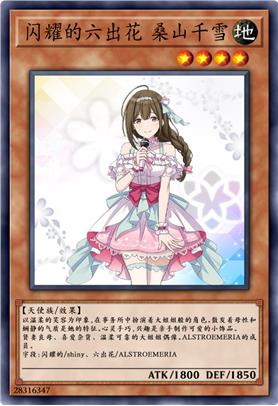 闪耀的六出花 桑山千雪
地
【天使族/效果】
以温柔的笑容为印象,在事务所中扮演着大姐姐般的角色,散发着母性和
娴静的气质是她的特征,心灵手巧,兴趣是亲手制作可爱的小饰品。
贤妻良母、喜爱杂货、温柔可靠的大姐姐偶像,ALSTROEMERIA的成
员。
字段:闪耀的/shiny、六出花/ALSTROEMERIA
ATK/1800 DEF/1850
28316347